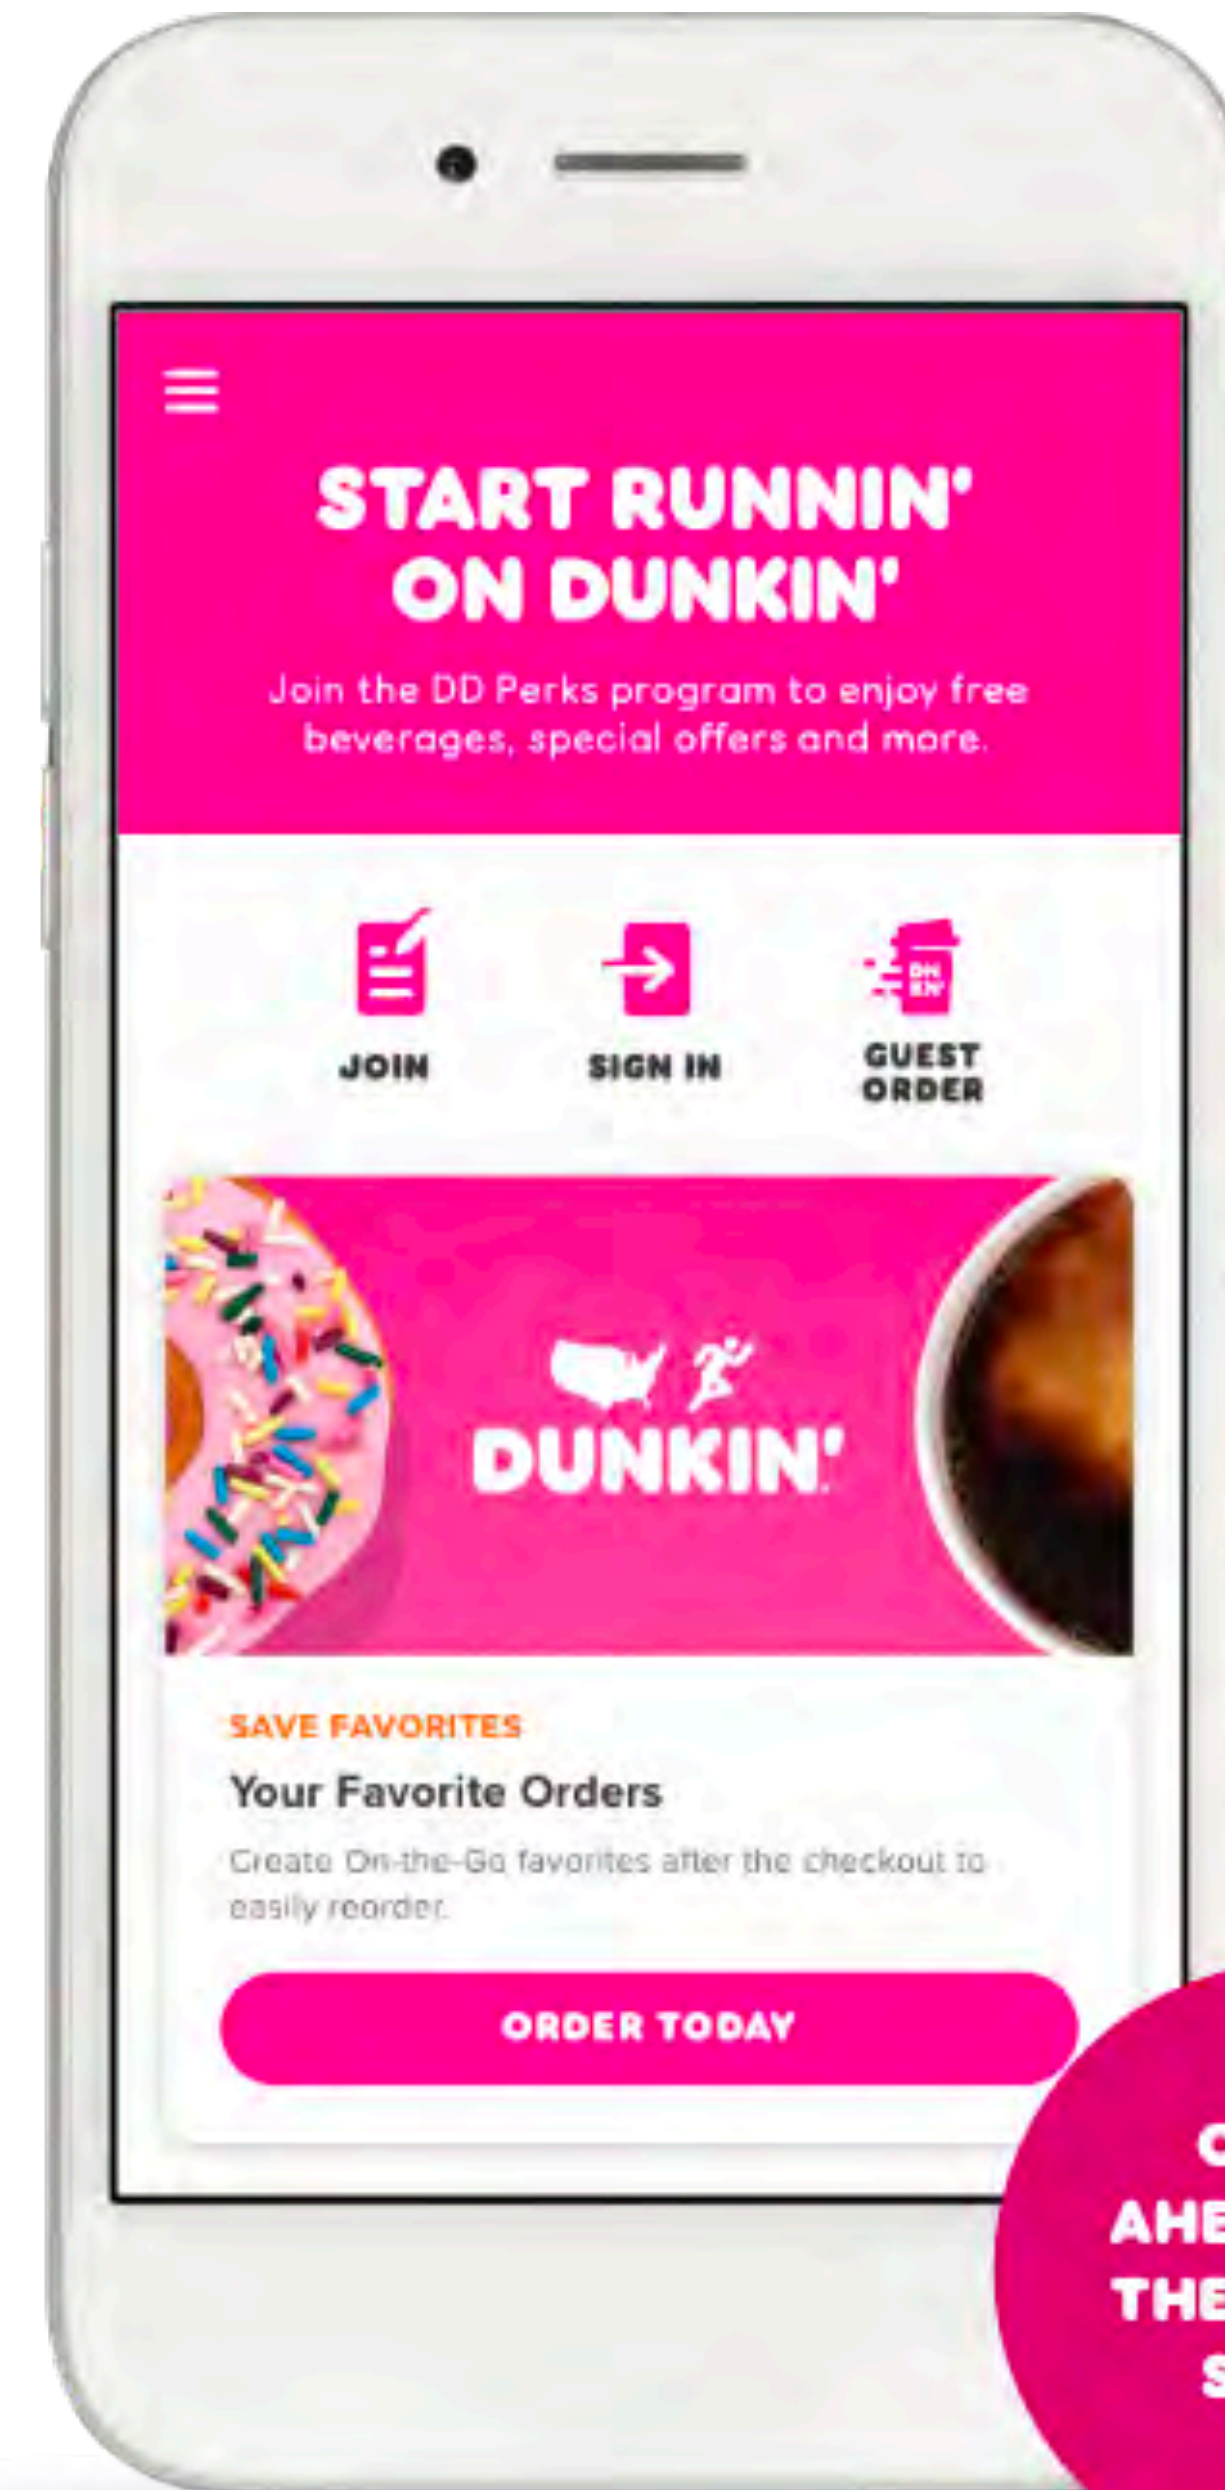 START RUNNIN'
ON DUNKIN'
Join the DD Perks program to enjoy free
beverages, special offers and more.
JOIN
SIGN IN
GUEST
ORDER
DN
KN'
DUNKIN'
SAVE FAVORITES
Your Favorite Orders
Create On-the-Go favorites after the checkout to
easily reorder.
ORDER TODAY
AHE
THE
S